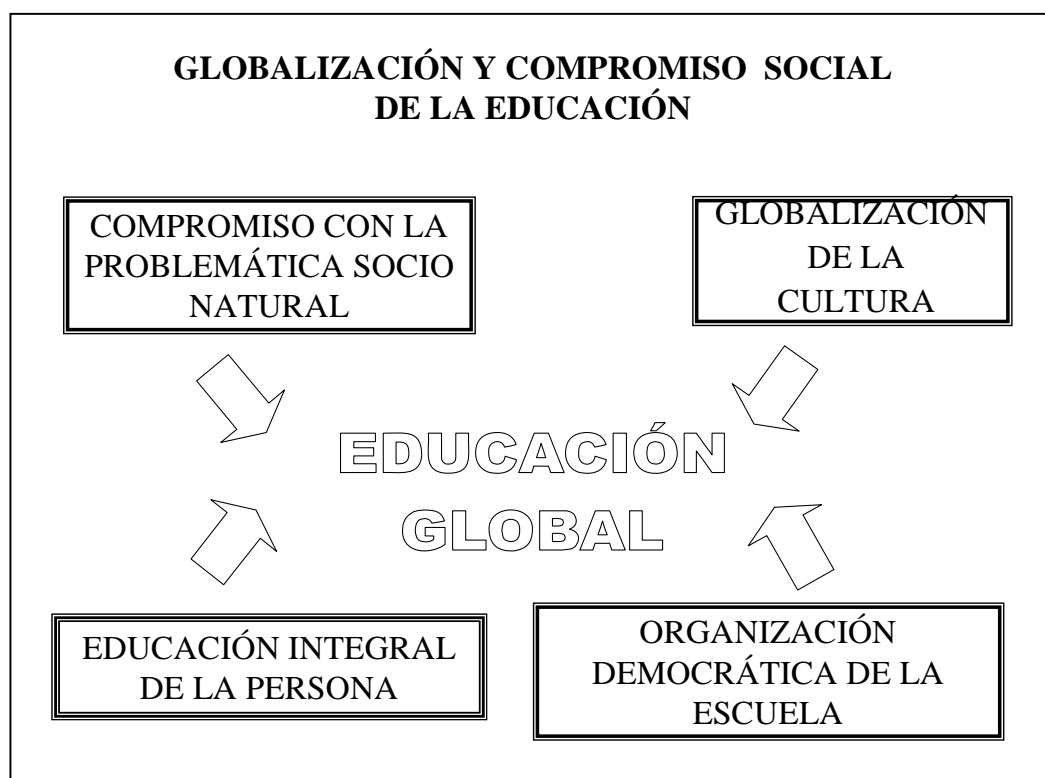 GLOBALIZACIÓN Y COMPROMISO SOCIAL
DE LA EDUCACIÓN
COMPROMISO CON LA
PROBLEMÁTICA SOCIO
NATURAL
GLOBALIZACIÓN
DE LA
CULTURA
EDUCACIÓN
GLOBAL
EDUCACIÓN INTEGRAL
DE LA PERSONA
ORGANIZACIÓN
DEMOCRÁTICA DE LA
ESCUELA